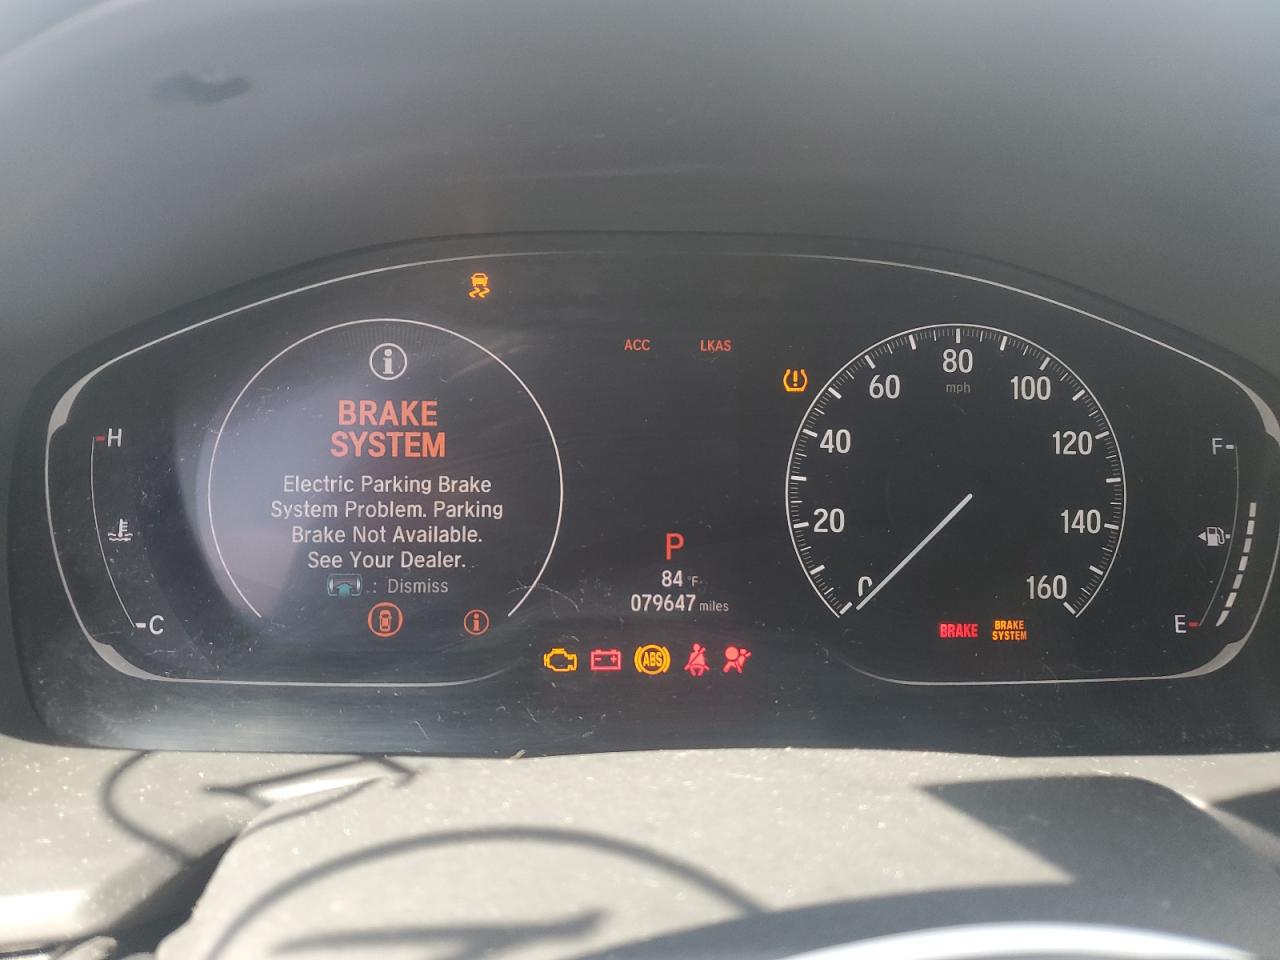 ACC LKAS
BRAKE
SYSTEM
Electric Parking Brake
System Problem. Parking
Brake Not Available.
See Your Dealer.
: Dismiss
H
C
P
84 °F
079647 miles
ABS
0
20
40
60
80
100
120
140
160
mph
BRAKE
BRAKE
SYSTEM
F
E